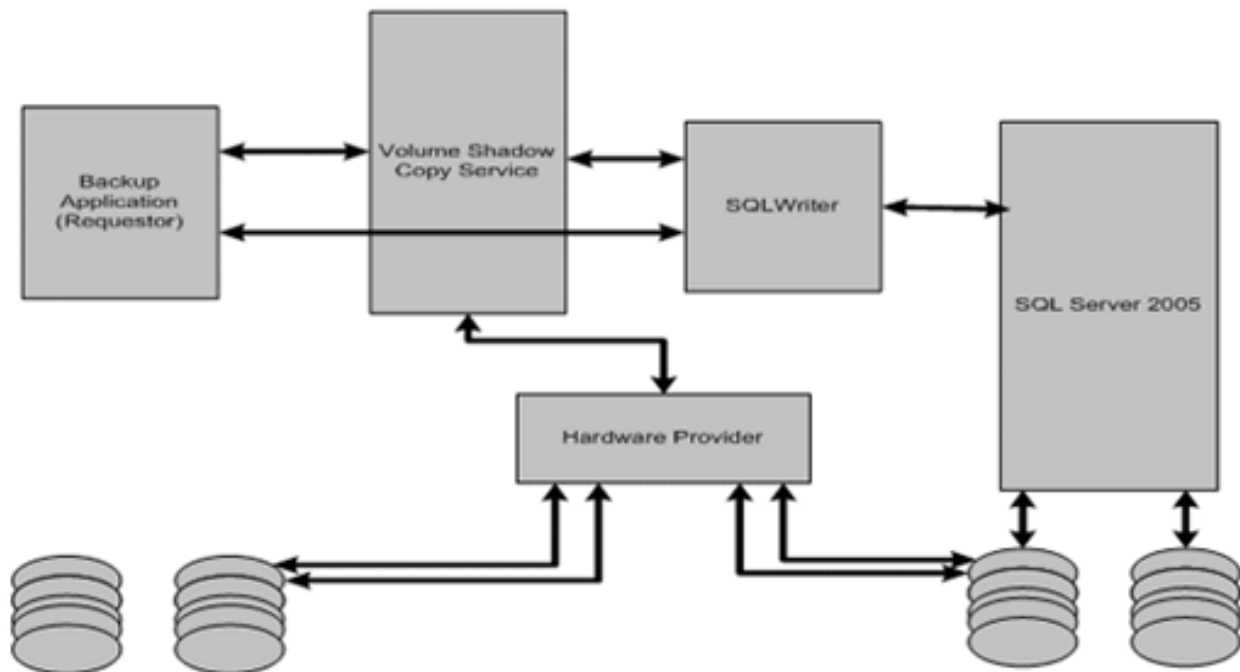 Backup
Application
(Requestor)
Volume Shadow
Copy Service
SQLWriter
SQL Server 2005
Hardware Provider